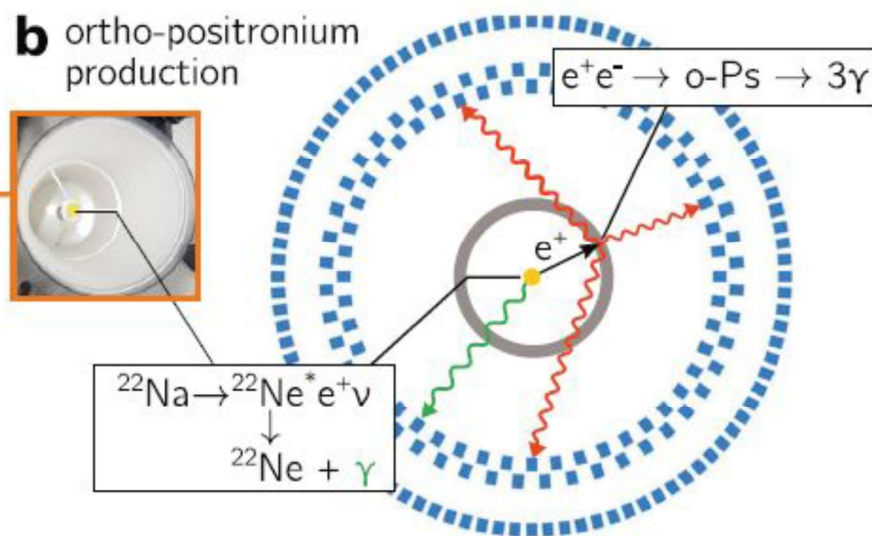 b ortho-positronium
production
e⁺e⁻ → o-Ps → 3γ
e⁺
²²Na→²²Ne*e⁺ν
↓
²²Ne + γ